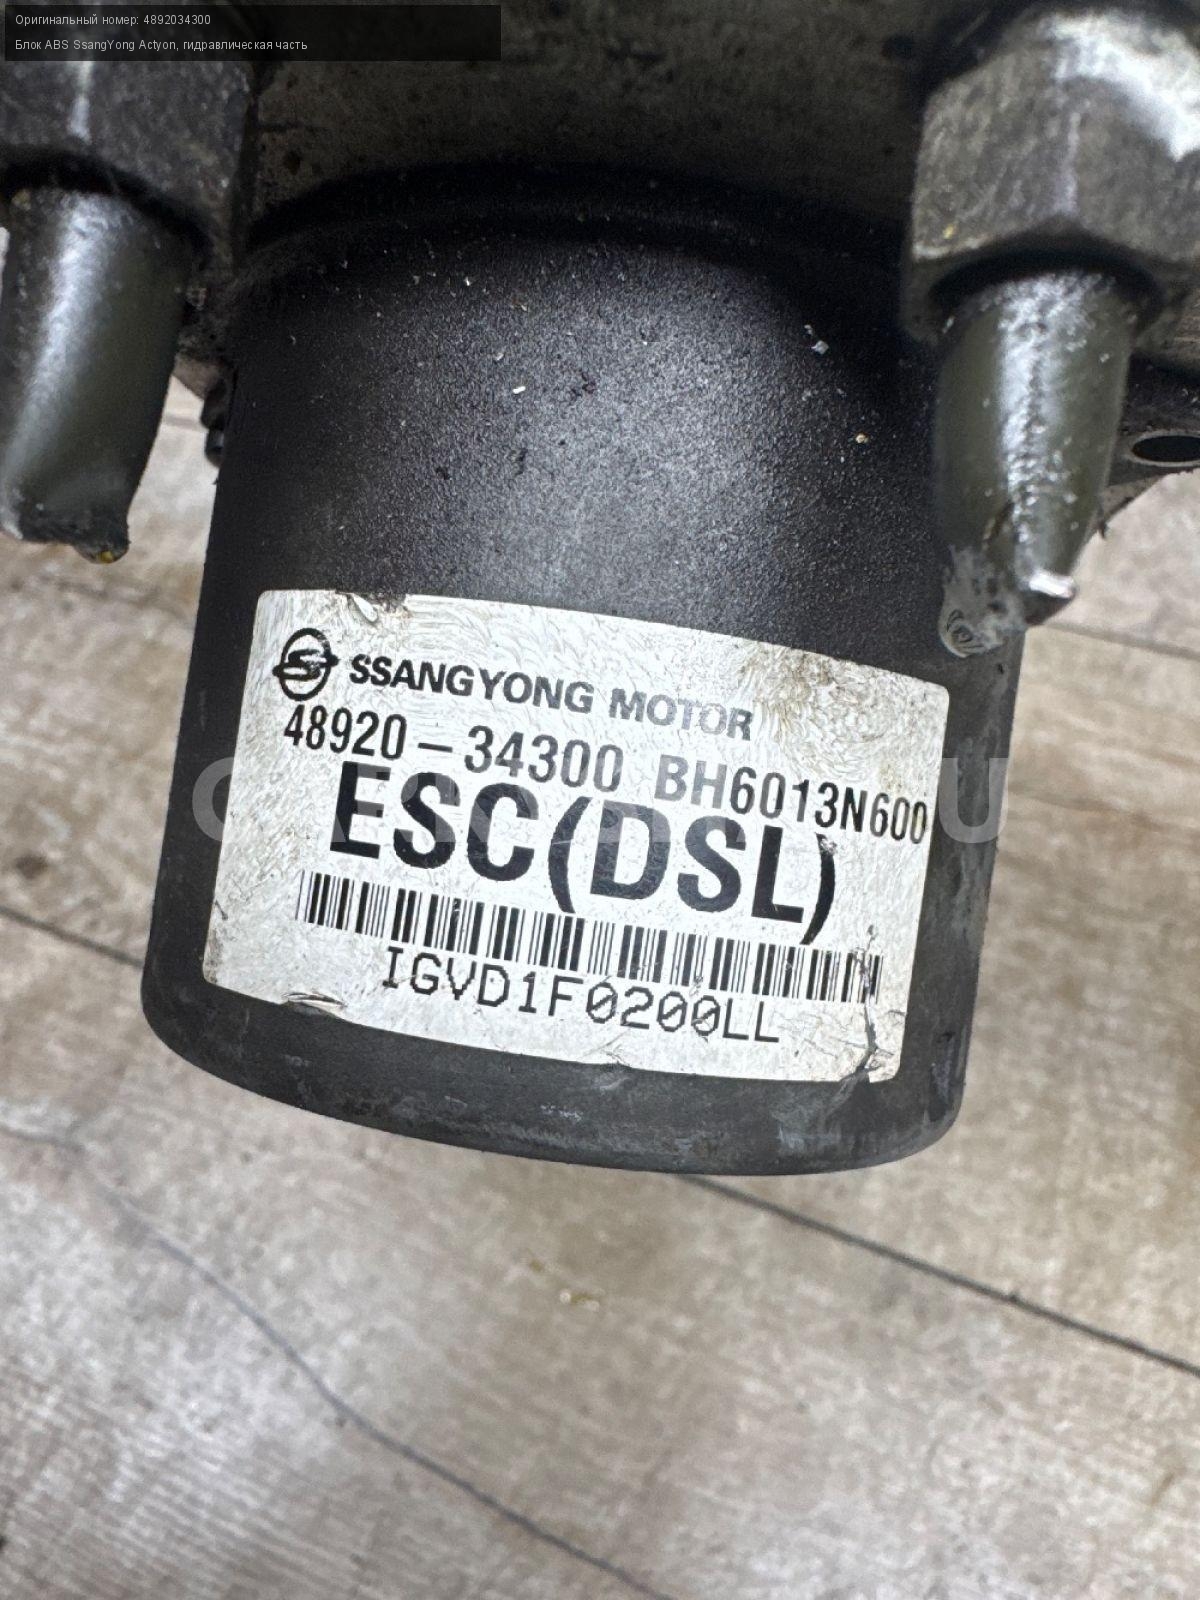 Оригинальный номер: 4892034300
Блок ABS SsangYong Actyon, гидравлическая часть
SSANGYONG MOTOR
48920-34300 BH6013N600
ESC(DSL)
IGVD1F0200LL